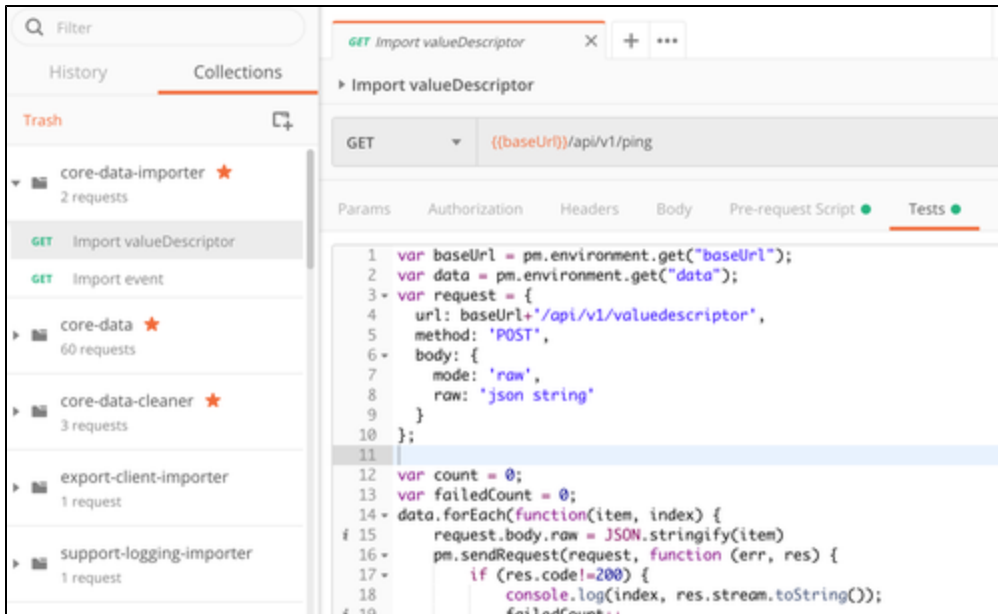 Filter
History
Collections
Trash
core-data-importer
2 requests
GET Import valueDescriptor
GET Import event
core-data
60 requests
core-data-cleaner
3 requests
export-client-importer
1 request
support-logging-importer
1 request
GET Import valueDescriptor
Import valueDescriptor
GET
{{baseUrl}}/api/v1/ping
Params Authorization Headers Body Pre-request Script Tests
1 var baseUrl = pm.environment.get("baseUrl");
2 var data = pm.environment.get("data");
3 var request = {
4 url: baseUrl+'/api/v1/valuedescriptor',
5 method: 'POST',
6 body: {
7 mode: 'raw',
8 raw: 'json string'
9 }
10 };
11
12 var count = 0;
13 var failedCount = 0;
14 data.forEach(function(item, index) {
i 15 request.body.raw = JSON.stringify(item)
16 pm.sendRequest(request, function (err, res) {
17 if (res.code!=200) {
18 console.log(index, res.stream.toString());
i 19 failedCount++